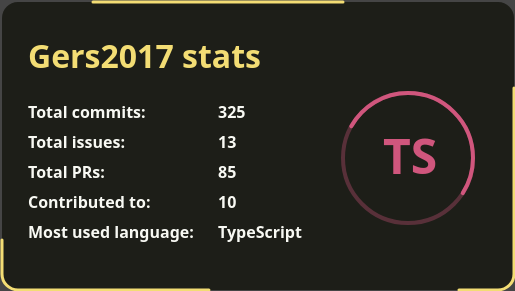 Gers2017 stats
Total commits: 325
Total issues: 13
Total PRs: 85
Contributed to: 10
Most used language: TypeScript
TS